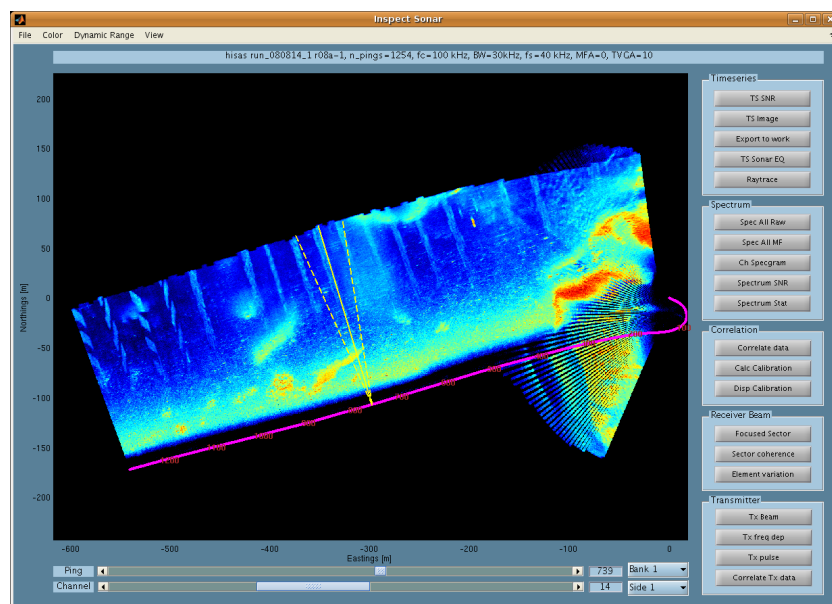 Inspect Sonar
File Color Dynamic Range View
hisas run_080814_1 r08a-1, n_pings=1254, fc=100 kHz, BW=30kHz, fs=40 kHz, MFA=0, TVGA=10
Timeseries
TS SNR
TS Image
Export to work
TS Sonar EQ
Raytrace
Spectrum
Spec All Raw
Spec All MF
Ch Specgram
Spectrum SNR
Spectrum Stat
Correlation
Correlate data
Calc Calibration
Disp Calibration
Receiver Beam
Focused Sector
Sector coherence
Element variation
Transmitter
Tx Beam
Tx freq dep
Tx pulse
Correlate Tx data
Northings [m]
200
150
100
50
0
-50
-100
-150
-200
700
1000
-600 -500 -400 -300 -200 -100 0
Eastings [m]
Ping 739 Bank 1
Channel 14 Side 1